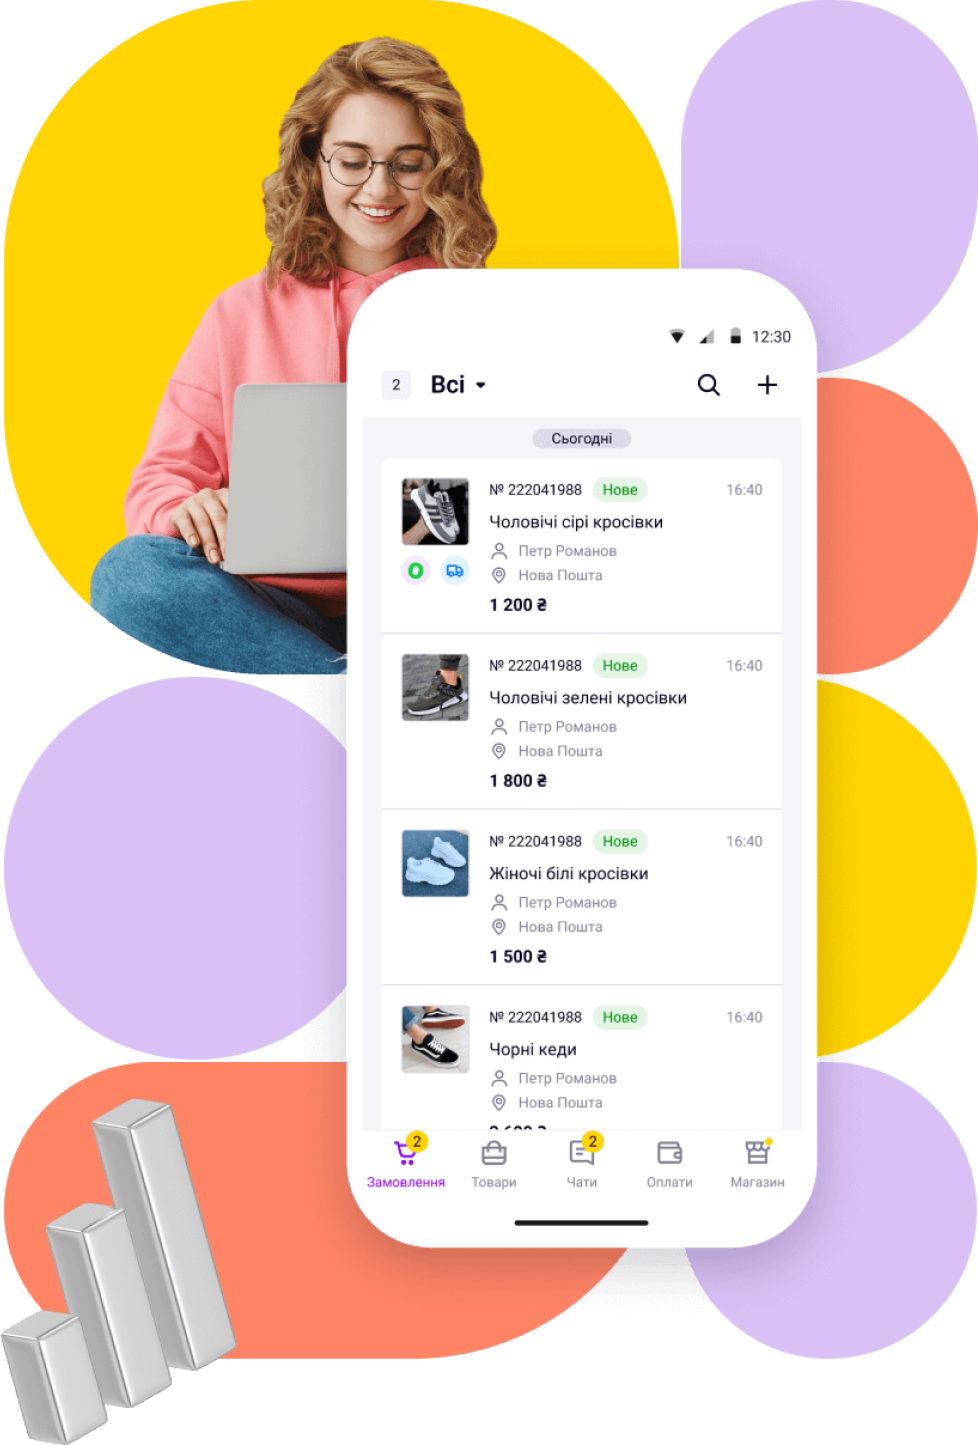 12:30
2 Всі
Сьогодні
№ 222041988 Нове 16:40
Чоловічі сірі кросівки
Петр Романов
Нова Пошта
1 200 ₴
№ 222041988 Нове 16:40
Чоловічі зелені кросівки
Петр Романов
Нова Пошта
1 800 ₴
№ 222041988 Нове 16:40
Жіночі білі кросівки
Петр Романов
Нова Пошта
1 500 ₴
№ 222041988 Нове 16:40
Чорні кеди
Петр Романов
Нова Пошта
2 2
Замовлення Товари Чати Оплати Магазин